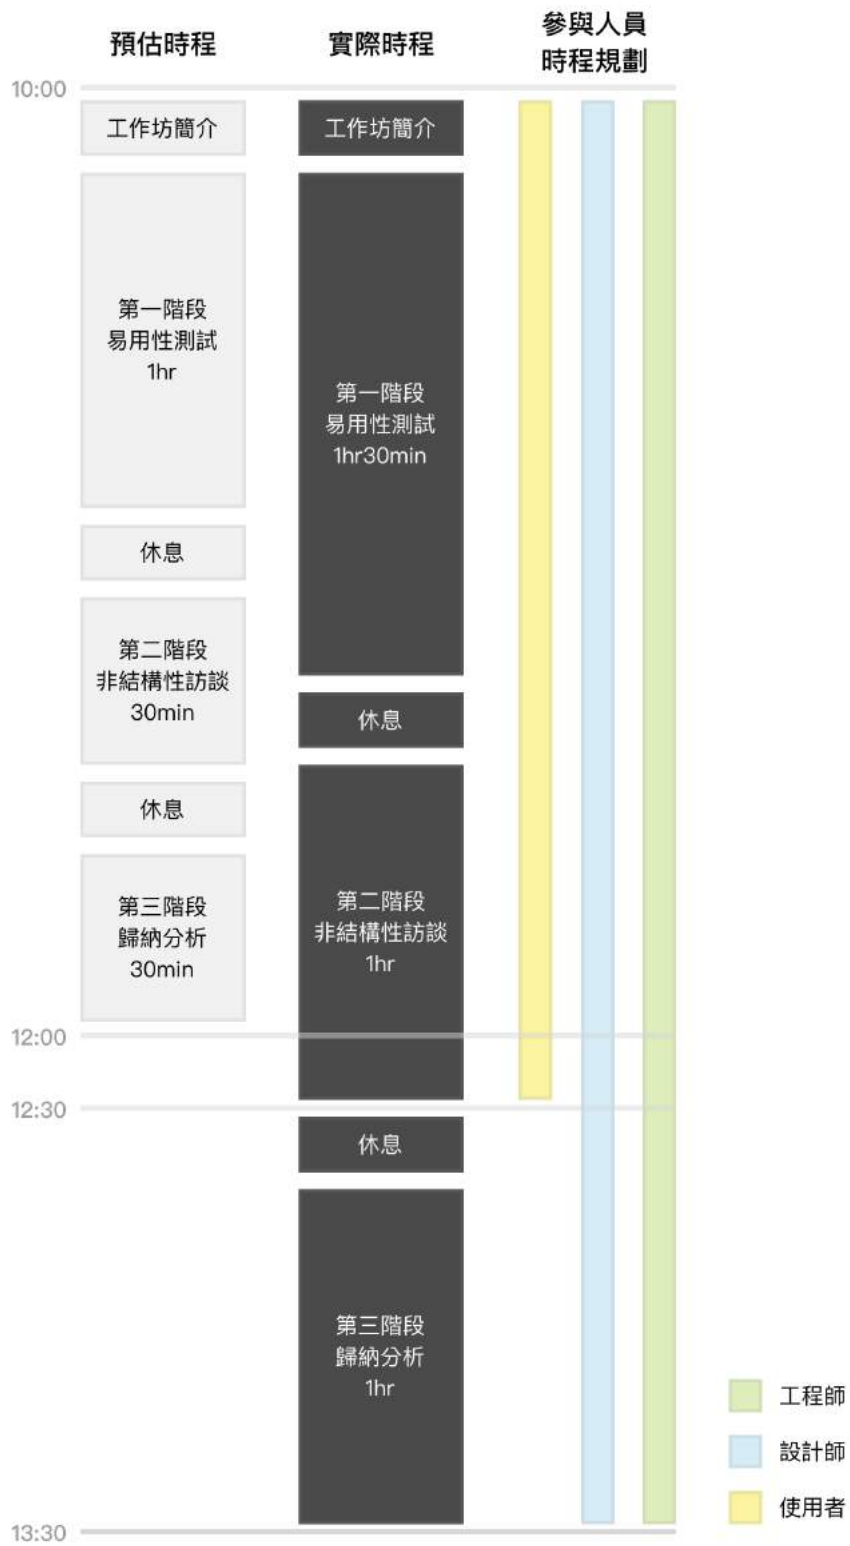 預估時程
實際時程
參與人員
時程規劃
10:00
工作坊簡介
工作坊簡介
第一階段
易用性測試
1hr
第一階段
易用性測試
1hr30min
休息
第二階段
非結構性訪談
30min
休息
休息
第三階段
歸納分析
30min
第二階段
非結構性訪談
1hr
12:00
12:30
休息
第三階段
歸納分析
1hr
工程師
設計師
使用者
13:30